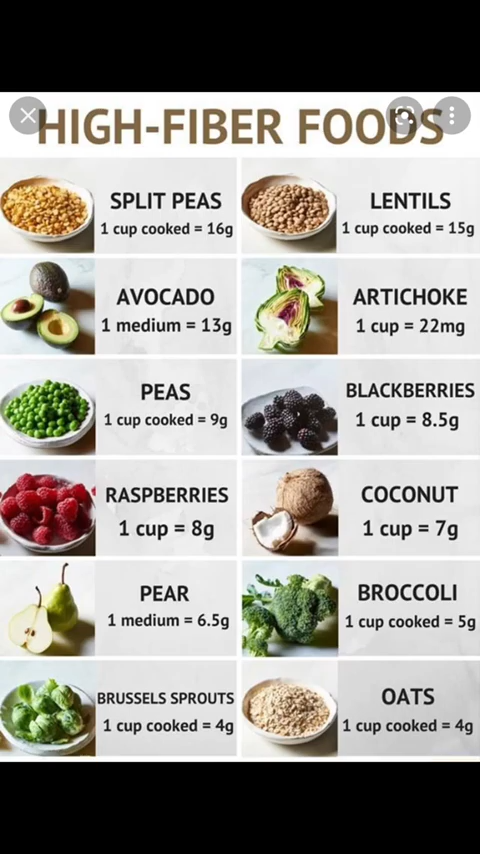 HIGH-FIBER FOODS
SPLIT PEAS
1 cup cooked = 16g
LENTILS
1 cup cooked = 15g
AVOCADO
1 medium = 13g
ARTICHOKE
1 cup = 22mg
PEAS
1 cup cooked = 9g
BLACKBERRIES
1 cup = 8.5g
RASPBERRIES
1 cup = 8g
COCONUT
1 cup = 7g
PEAR
1 medium = 6.5g
BROCCOLI
1 cup cooked = 5g
BRUSSELS SPROUTS
1 cup cooked = 4g
OATS
1 cup cooked = 4g